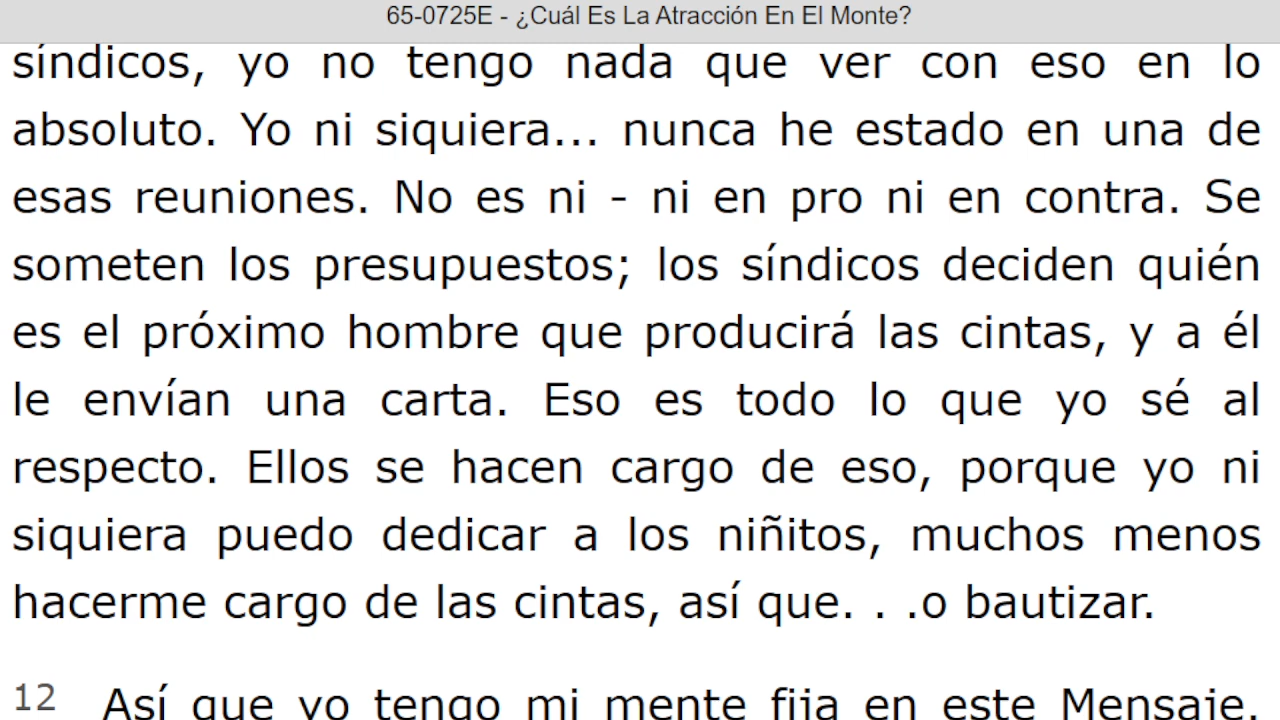 65-0725E - ¿Cuál Es La Atracción En El Monte?
síndicos, yo no tengo nada que ver con eso en lo
absoluto. Yo ni siquiera... nunca he estado en una de
esas reuniones. No es ni - ni en pro ni en contra. Se
someten los presupuestos; los síndicos deciden quién
es el próximo hombre que producirá las cintas, y a él
le envían una carta. Eso es todo lo que yo sé al
respecto. Ellos se hacen cargo de eso, porque yo ni
siquiera puedo dedicar a los niñitos, muchos menos
hacerme cargo de las cintas, así que. . .o bautizar.
12 Así que yo tengo mi mente fija en este Mensaje,